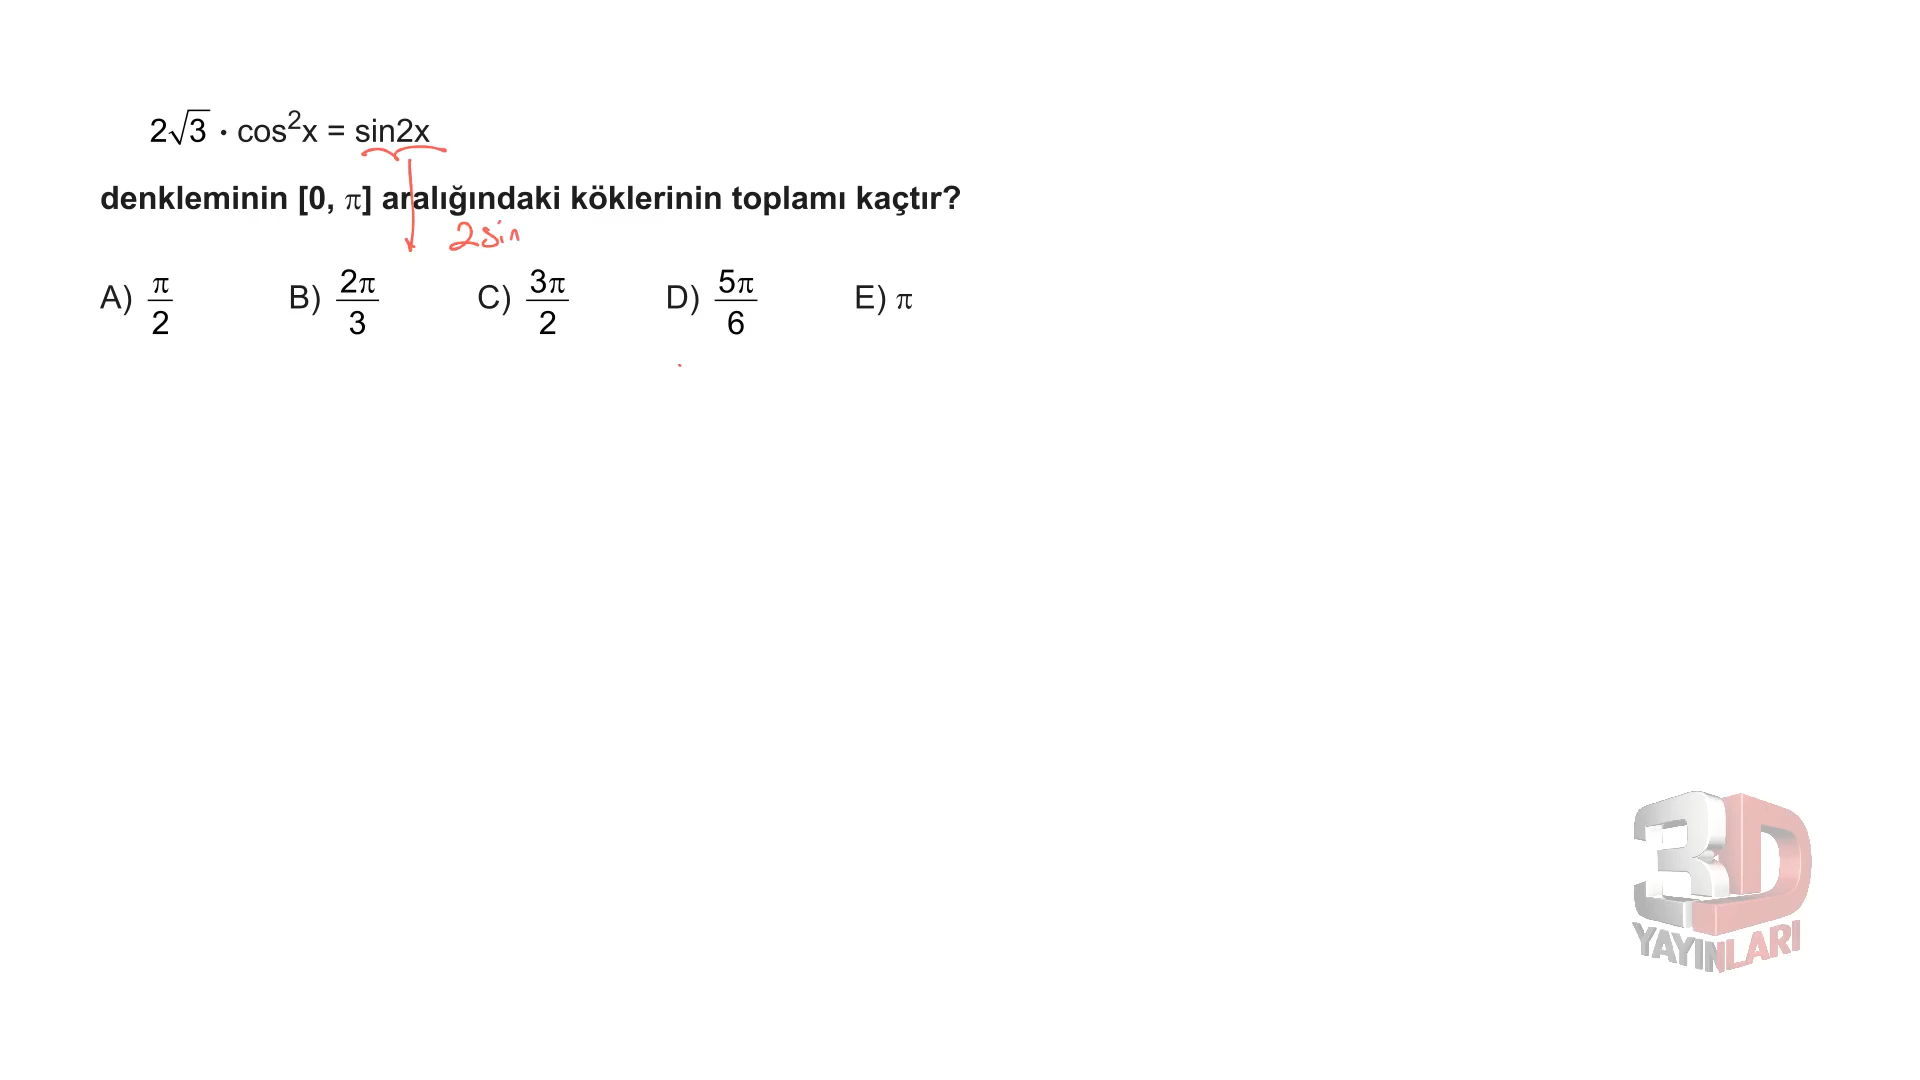 2√3 · cos²x = sin2x
denkleminin [0, π] aralığındaki köklerinin toplamı kaçtır?
2sin
A) π/2 B) 2π/3 C) 3π/2 D) 5π/6 E) π
3D
YAYINLARI